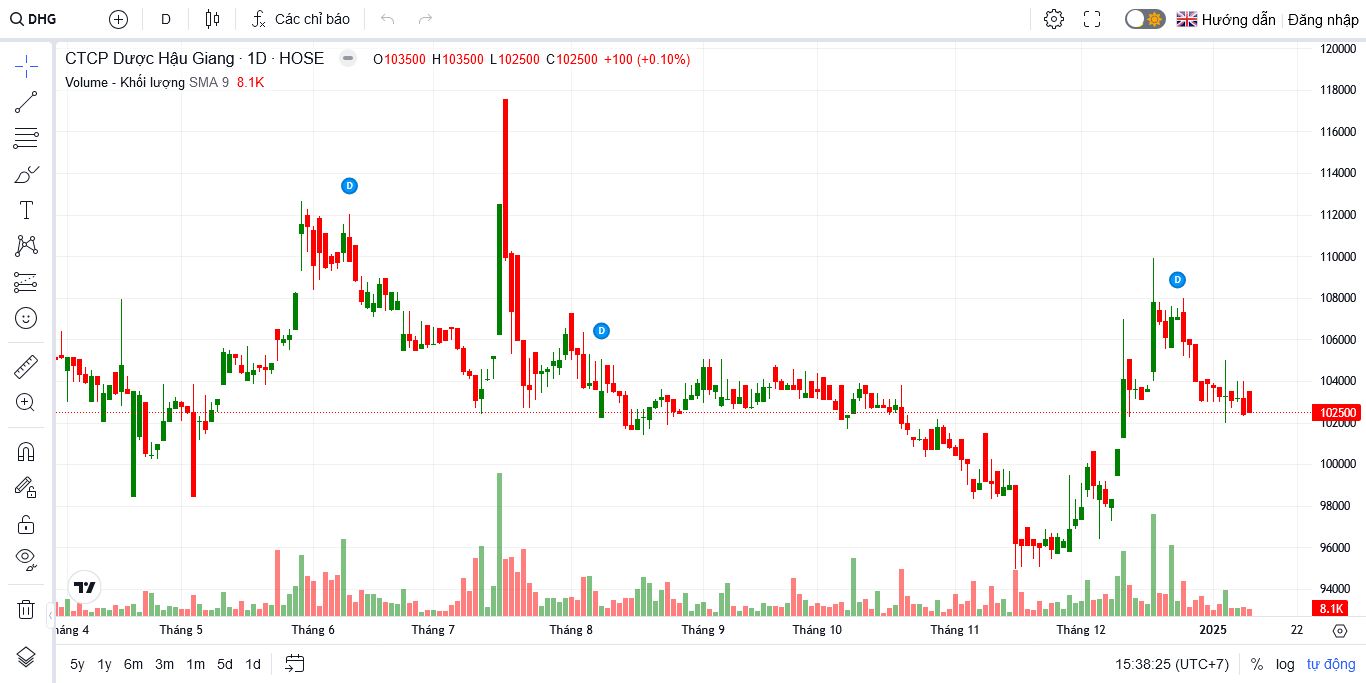 DHG D Các chỉ báo Hướng dẫn Đăng nhập
CTCP Dược Hậu Giang · 1D · HOSE O103500 H103500 L102500 C102500 +100 (+0.10%)
Volume - Khối lượng SMA 9 8.1K
120000
118000
116000
114000
112000
110000
108000
106000
104000
102500
102000
100000
98000
96000
94000
8.1K
D
D
D
háng 4 Tháng 5 Tháng 6 Tháng 7 Tháng 8 Tháng 9 Tháng 10 Tháng 11 Tháng 12 2025 22
5y 1y 6m 3m 1m 5d 1d 15:38:25 (UTC+7) % log tự động